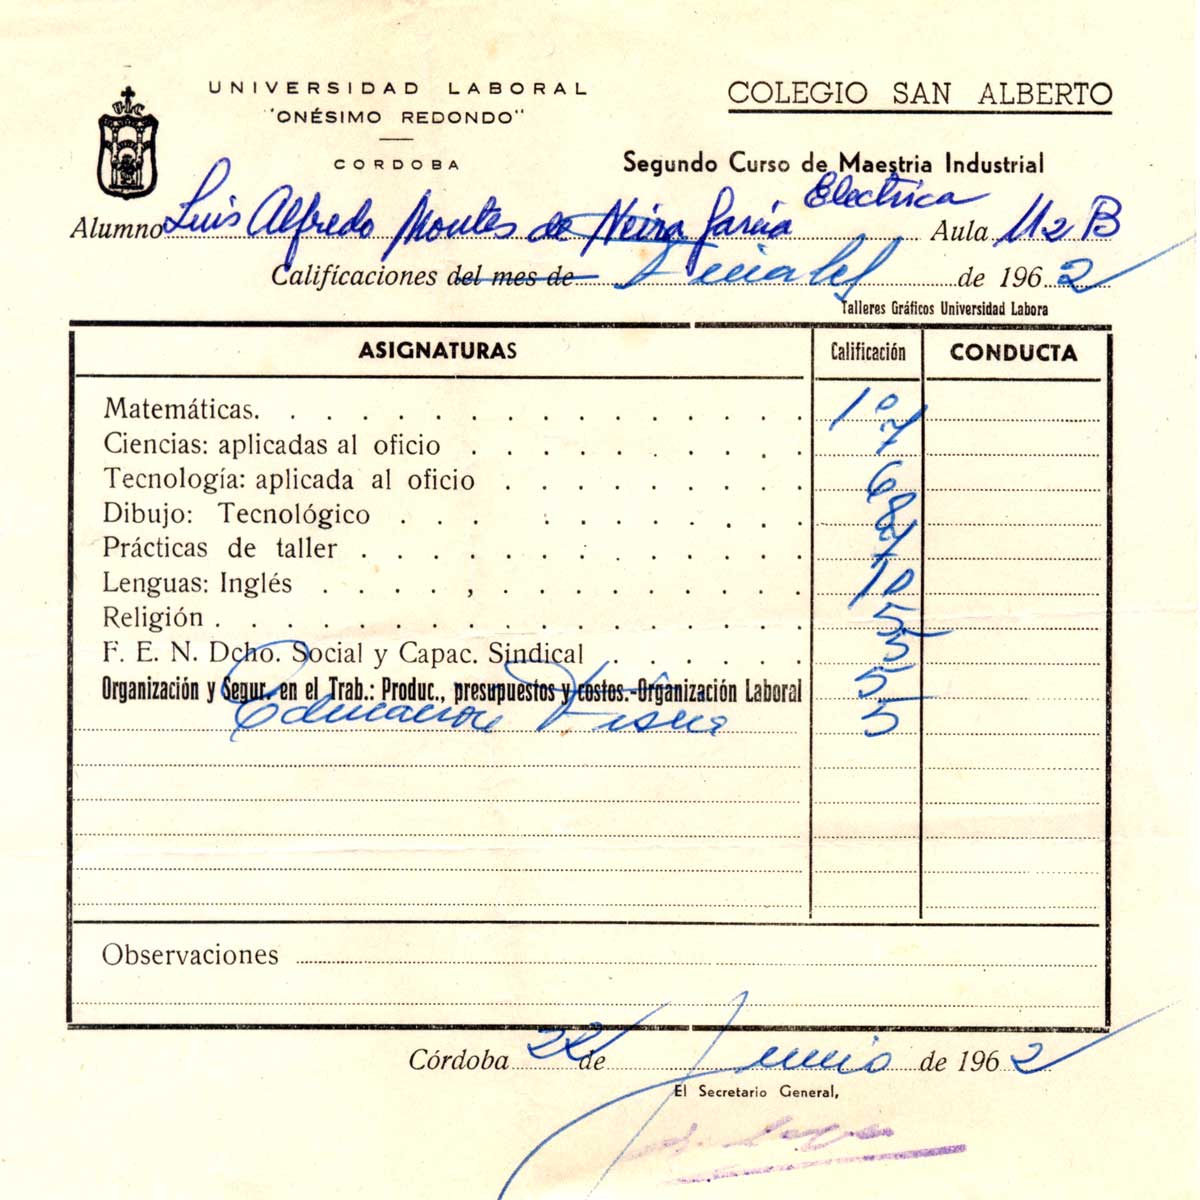 UNIVERSIDAD LABORAL
"ONÉSIMO REDONDO"
CORDOBA
COLEGIO SAN ALBERTO
Segundo Curso de Maestria Industrial
Electrica
Alumno Luis Alfredo Montes de Neira Garcia Aula M2B
Calificaciones del mes de Finales de 1962
Talleres Gráficos Universidad Labora
ASIGNATURAS Calificación CONDUCTA
Matemáticas. 10
Ciencias: aplicadas al oficio 7
Tecnología: aplicada al oficio 6
Dibujo: Tecnológico 8
Prácticas de taller 7
Lenguas: Inglés 10
Religión 5
F. E. N. Dcho. Social y Capac. Sindical 5
Organización y Segur. en el Trab.: Produc., presupuestos y costos.-Organización Laboral 5
Educacion Fisica 5
Observaciones
Córdoba 22 de Junio de 1962
El Secretario General,